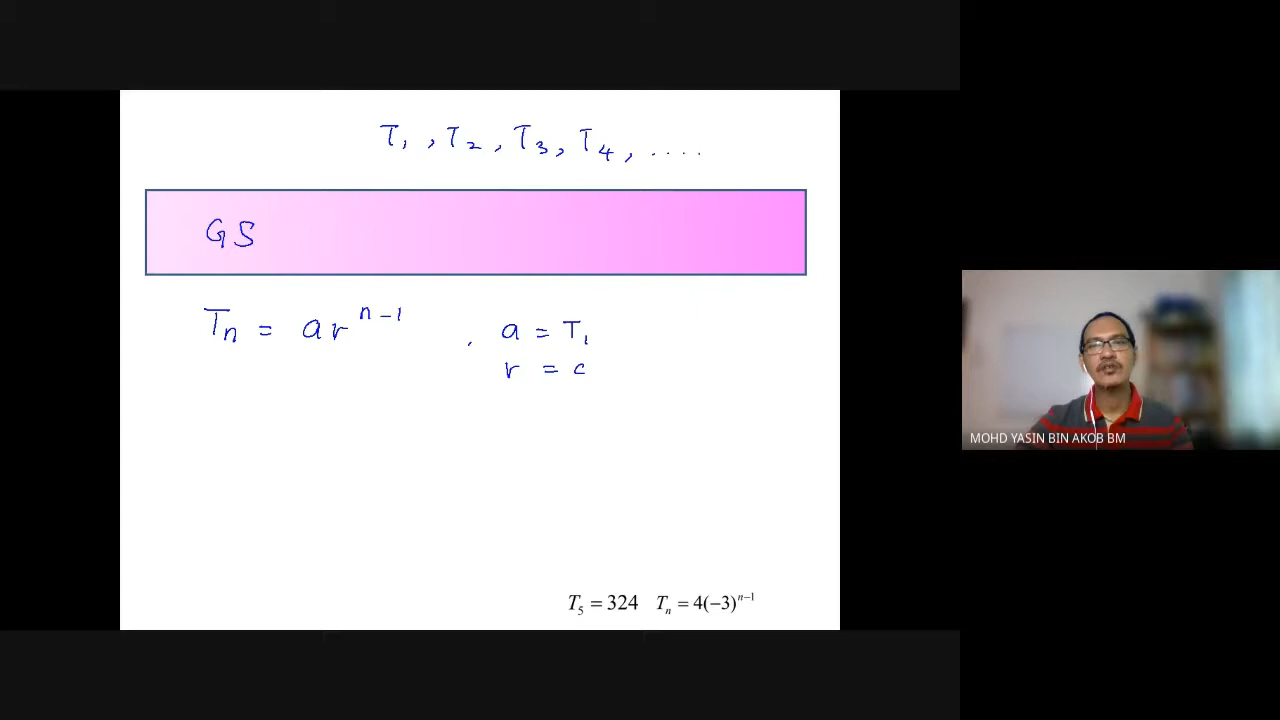 T₁, T₂, T₃, T₄, ....
GS
Tₙ = arⁿ⁻¹ , a = T₁
r = c
T₅ = 324 Tₙ = 4(−3)ⁿ⁻¹
MOHD YASIN BIN AKOB BM